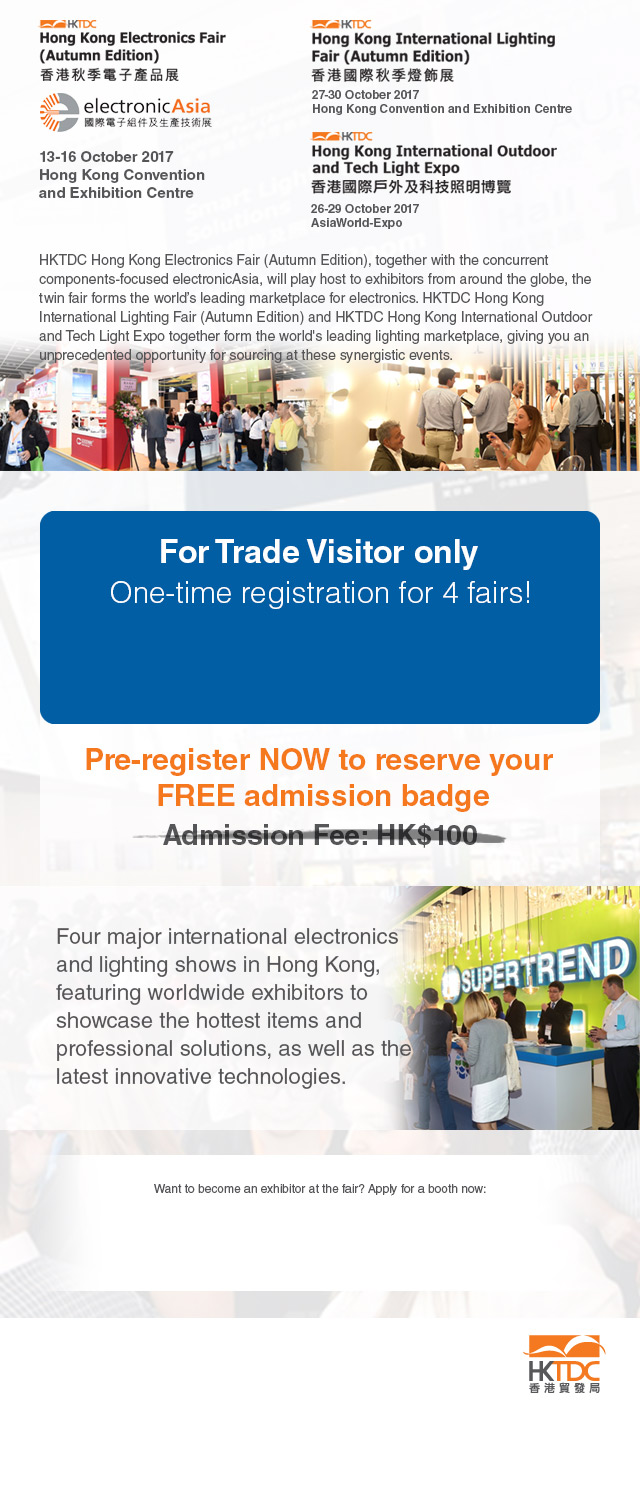 HKTDC
Hong Kong Electronics Fair
(Autumn Edition)
香港秋季電子產品展
electronicAsia
國際電子組件及生產技術展
13-16 October 2017
Hong Kong Convention
and Exhibition Centre
HKTDC
Hong Kong International Lighting
Fair (Autumn Edition)
香港國際秋季燈飾展
27-30 October 2017
Hong Kong Convention and Exhibition Centre
HKTDC
Hong Kong International Outdoor
and Tech Light Expo
香港國際戶外及科技照明博覽
26-29 October 2017
AsiaWorld-Expo
HKTDC Hong Kong Electronics Fair (Autumn Edition), together with the concurrent
components-focused electronicAsia, will play host to exhibitors from around the globe, the
twin fair forms the world’s leading marketplace for electronics. HKTDC Hong Kong
International Lighting Fair (Autumn Edition) and HKTDC Hong Kong International Outdoor
and Tech Light Expo together form the world's leading lighting marketplace, giving you an
unprecedented opportunity for sourcing at these synergistic events.
For Trade Visitor only
One-time registration for 4 fairs!
Pre-register NOW to reserve your
FREE admission badge
Admission Fee: HK$100
Four major international electronics
and lighting shows in Hong Kong,
featuring worldwide exhibitors to
showcase the hottest items and
professional solutions, as well as the
latest innovative technologies.
SUPERTREND
Want to become an exhibitor at the fair? Apply for a booth now:
HKTDC
香港貿發局